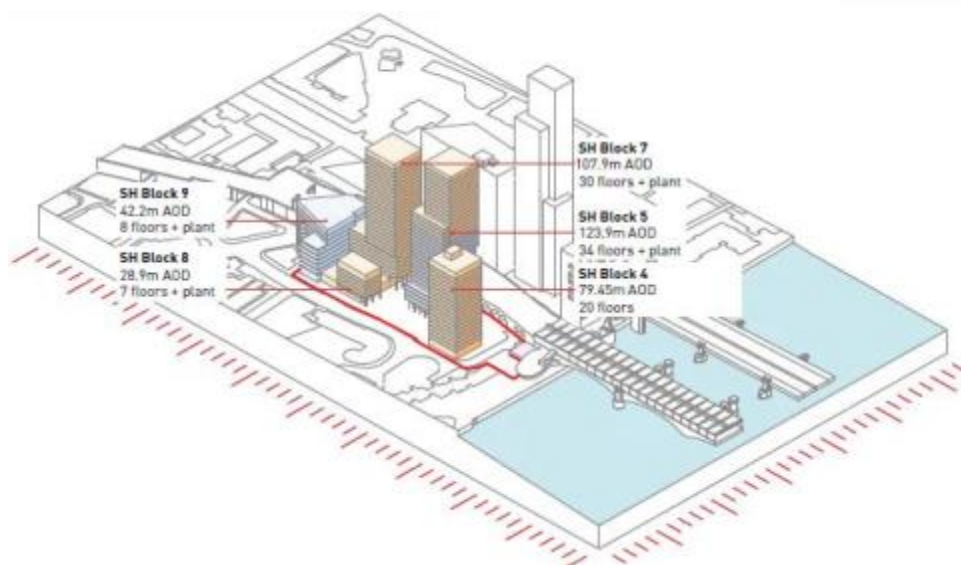 SH Block 7
107.9m AOD
30 floors + plant
SH Block 9
42.2m AOD
8 floors + plant
SH Block 5
123.9m AOD
34 floors + plant
SH Block 8
28.9m AOD
7 floors + plant
SH Block 4
79.45m AOD
20 floors